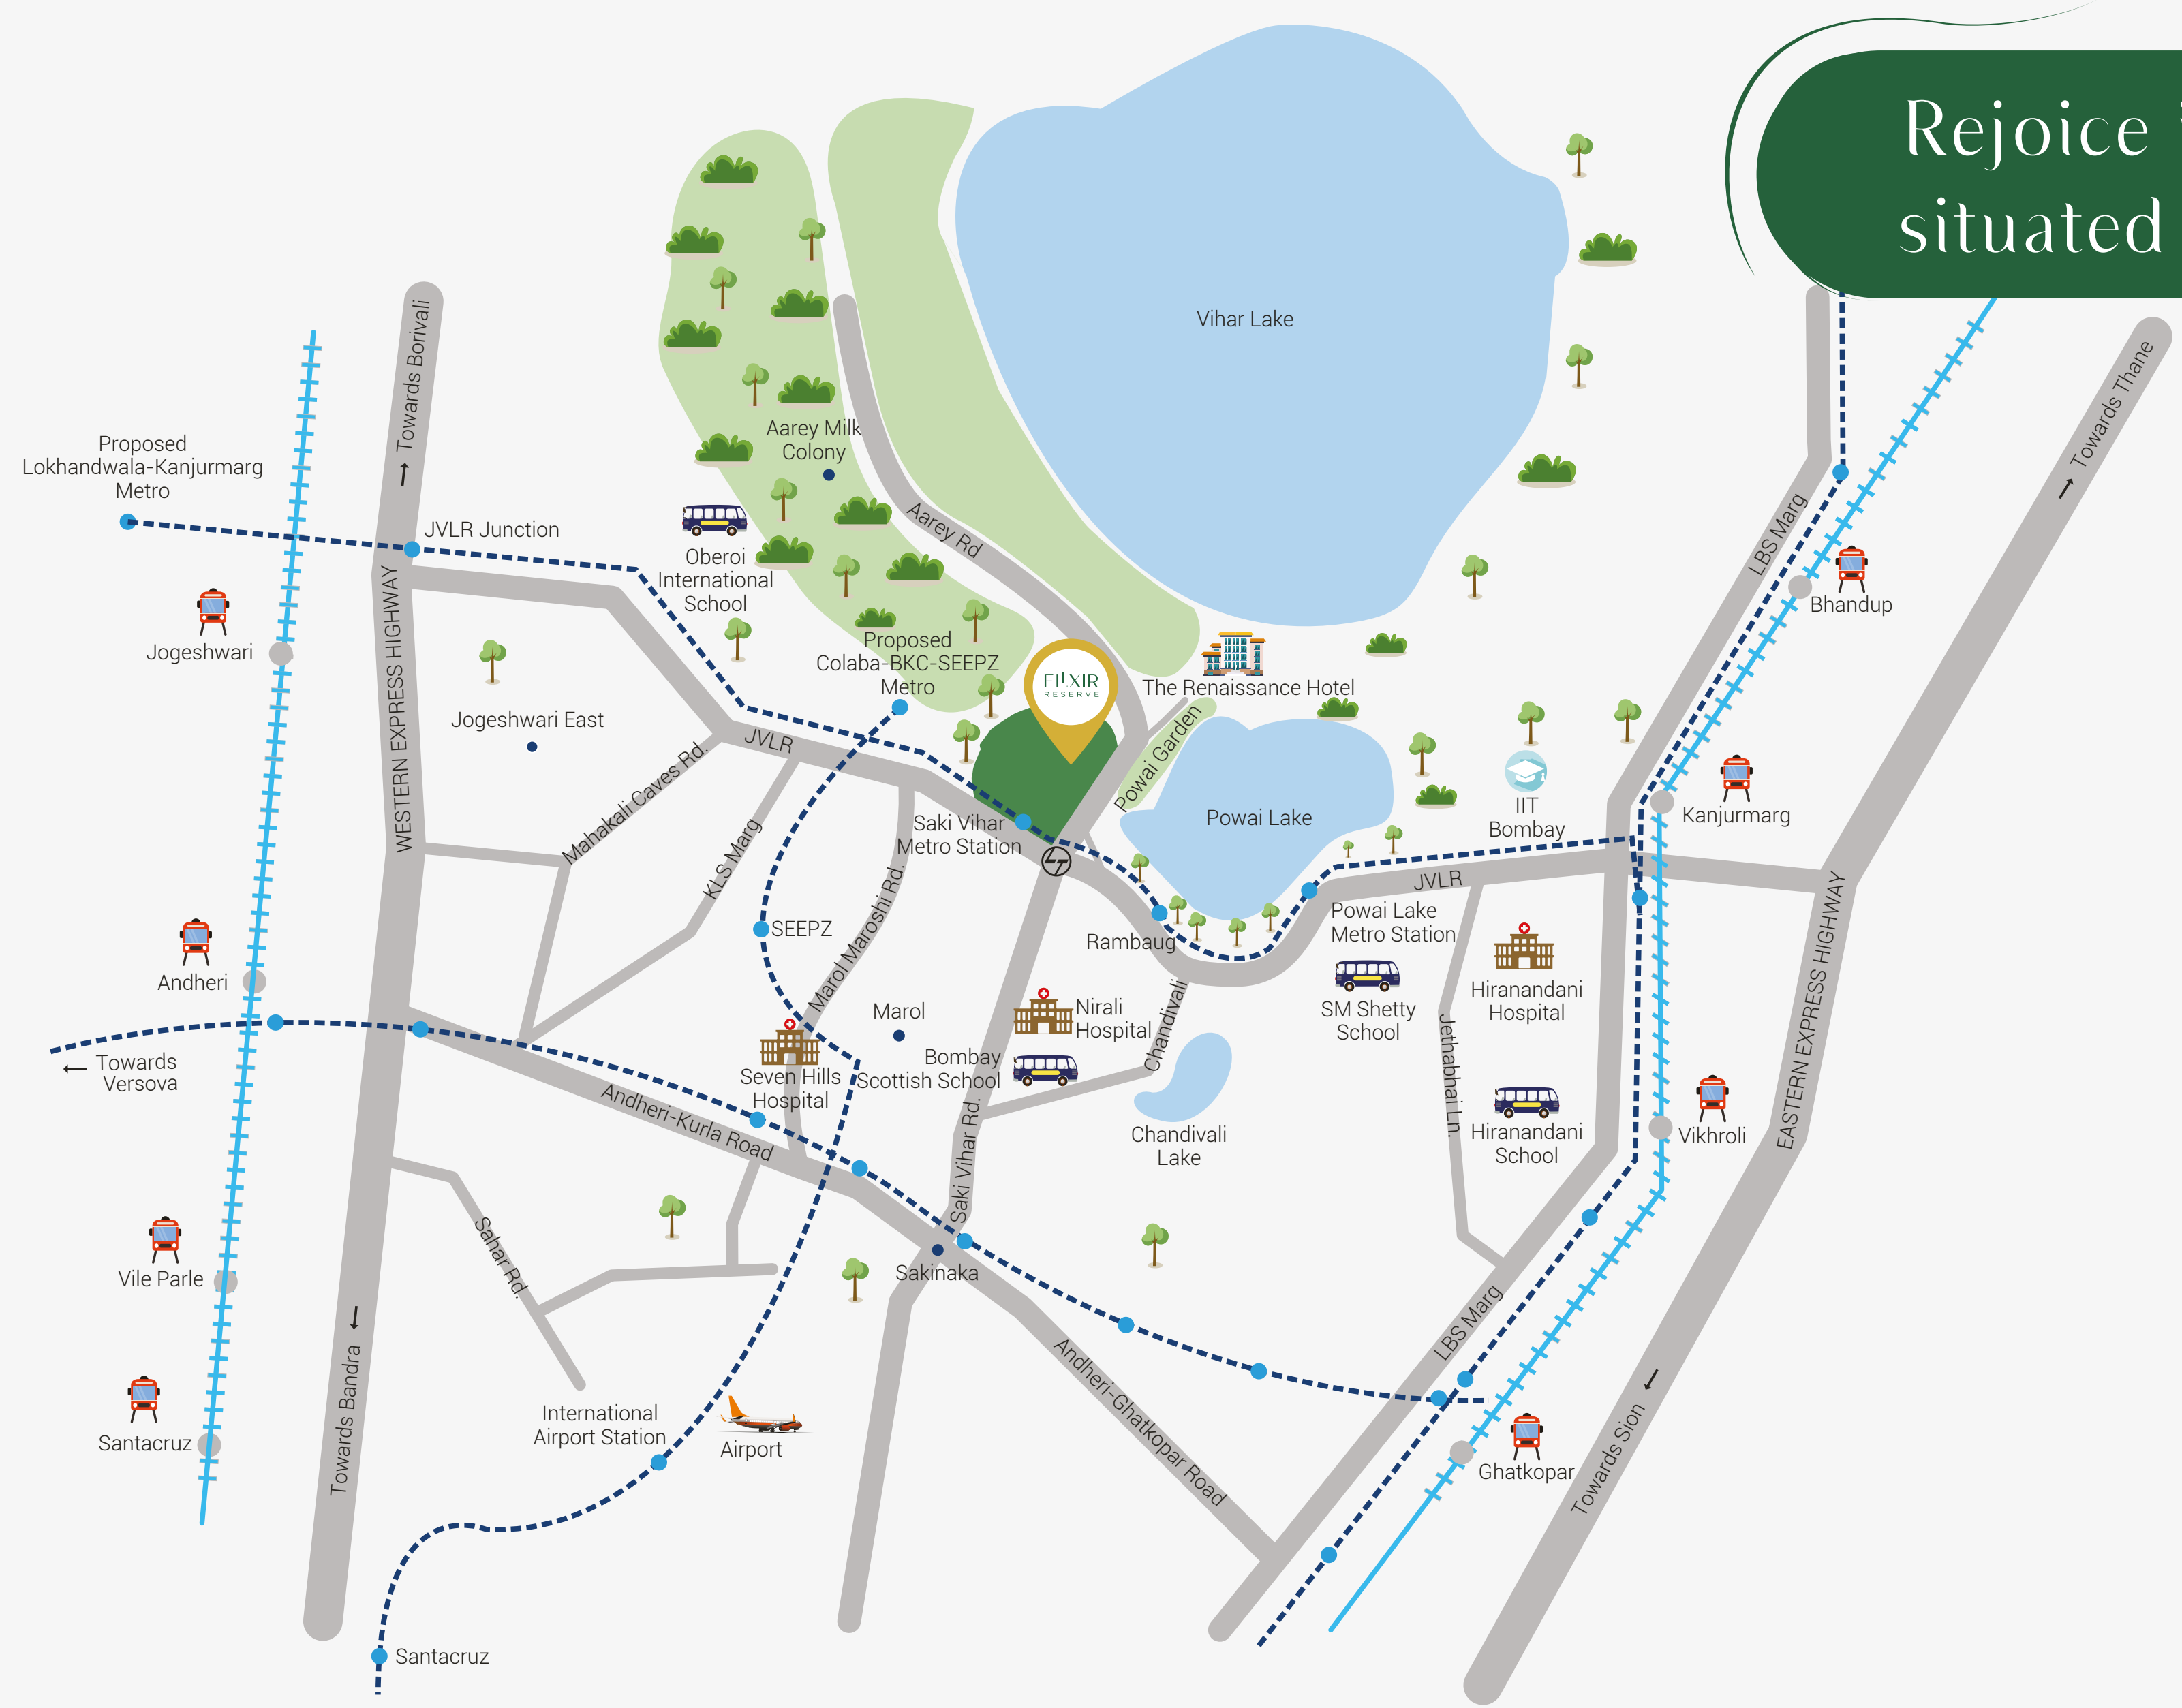 Rejoice
situated
Vihar Lake
Towards Borivali
Towards Thane
Proposed
Lokhandwala-Kanjurmarg
Metro
Aarey Milk
Colony
JVLR Junction
Aarey Rd
LBS Marg
Oberoi
International
School
Bhandup
Jogeshwari
WESTERN EXPRESS HIGHWAY
Proposed
Colaba-BKC-SEEPZ
Metro
ELIXIR
RESERVE
The Renaissance Hotel
Jogeshwari East
JVLR
Mahakali Caves Rd.
Powai Garden
Powai Lake
IIT
Bombay
Kanjurmarg
Saki Vihar
Metro Station
KLS Marg
JVLR
SEEPZ
Marol Maroshi Rd.
Rambaug
Powai Lake
Metro Station
EASTERN EXPRESS HIGHWAY
Andheri
Marol
Nirali
Hospital
Chandivali
SM Shetty
School
Hiranandani
Hospital
Jethabhai Ln.
Towards
Versova
Seven Hills
Hospital
Bombay
Scottish School
Andheri-Kurla Road
Saki Vihar Rd.
Chandivali
Lake
Hiranandani
School
Vikhroli
Sahar Rd.
Vile Parle
Sakinaka
LBS Marg
Towards Bandra
Andheri-Ghatkopar Road
Santacruz
International
Airport Station
Airport
Ghatkopar
Towards Sion
Santacruz